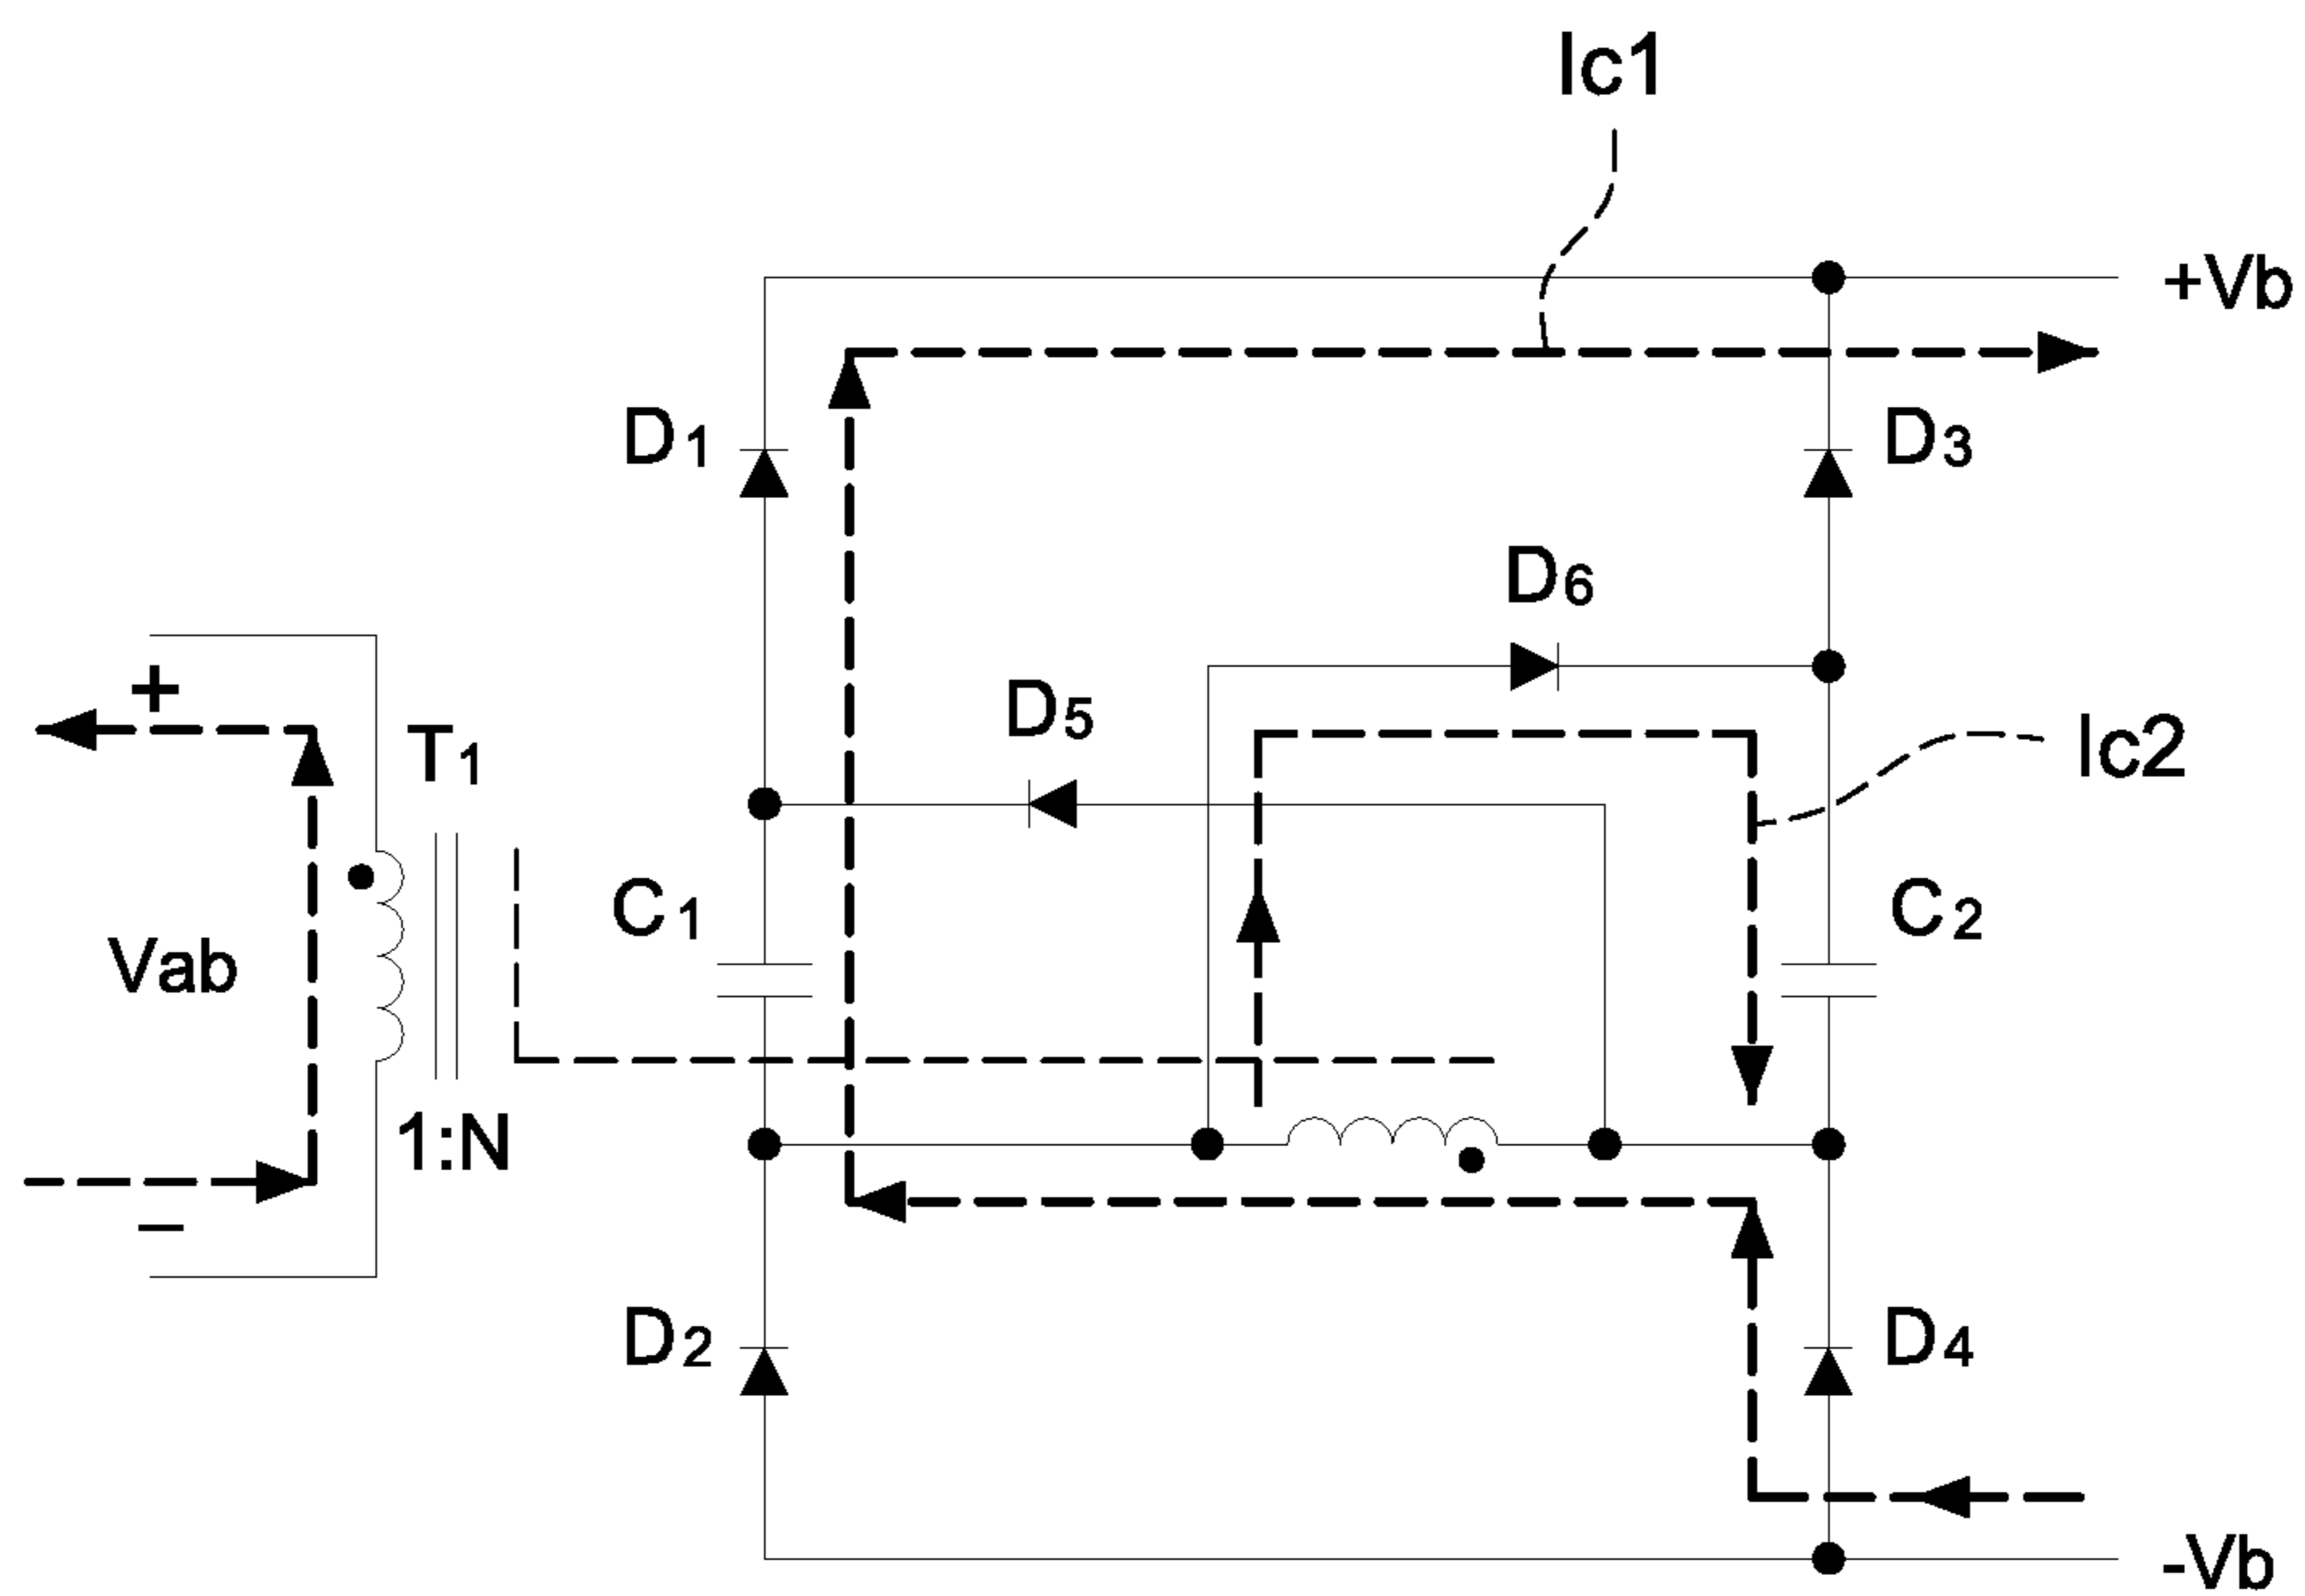 Ic1
+Vb
D1
D3
D6
D5
+
T1
Ic2
C1
C2
Vab
1:N
−
D2
D4
-Vb